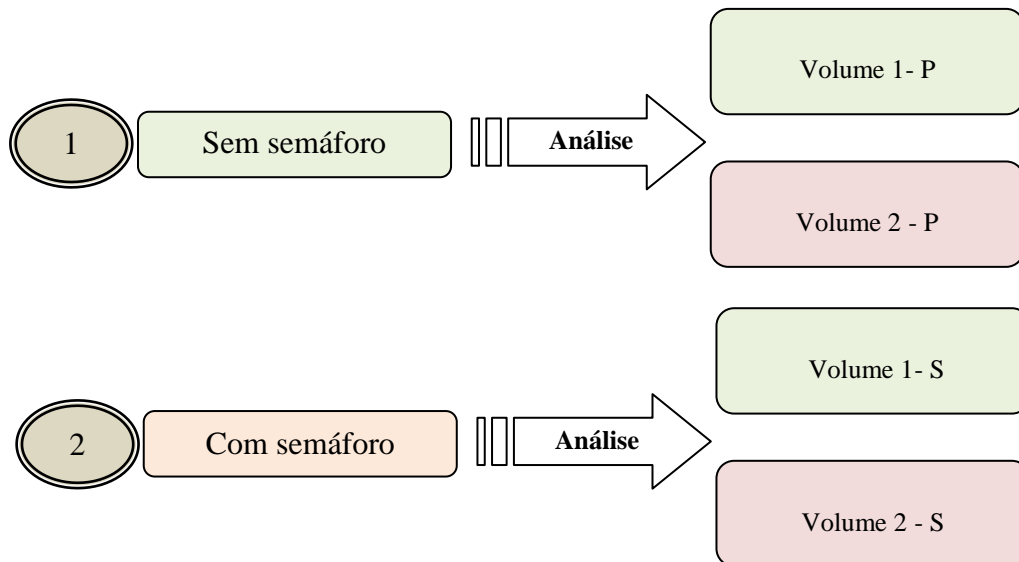 Volume 1- P
1
Sem semáforo
Análise
Volume 2 - P
Volume 1- S
2
Com semáforo
Análise
Volume 2 - S